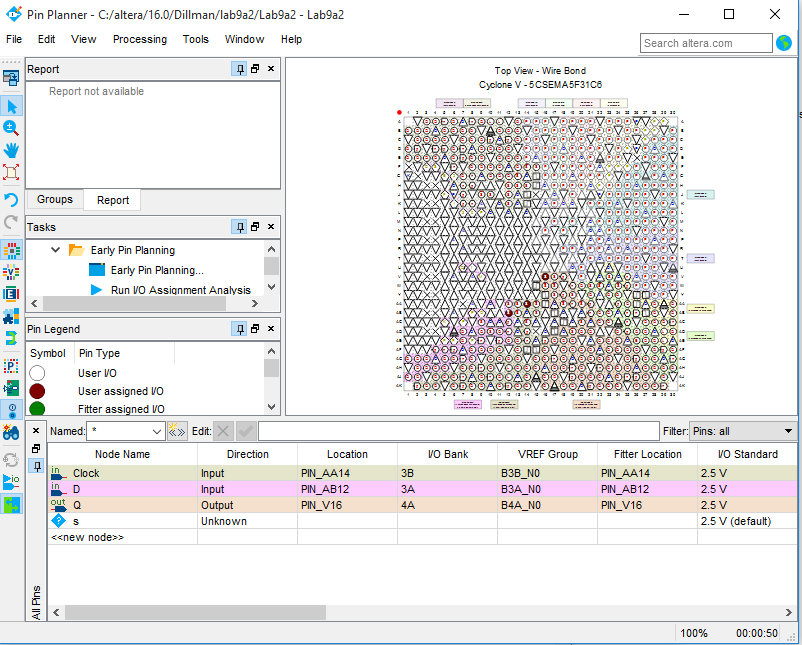 Pin Planner - C:/altera/16.0/Dillman/lab9a2/Lab9a2 - Lab9a2
File Edit View Processing Tools Window Help
Search altera.com
Report
Report not available
Groups Report
Tasks
Early Pin Planning
Early Pin Planning...
Run I/O Assignment Analysis
Pin Legend
Symbol Pin Type
User I/O
User assigned I/O
Fitter assigned I/O
Top View - Wire Bond
Cyclone V - 5CSEMA5F31C6
Named: * Edit: Filter: Pins: all
Node Name Direction Location I/O Bank VREF Group Fitter Location I/O Standard
in Clock Input PIN_AA14 3B B3B_N0 PIN_AA14 2.5 V
in D Input PIN_AB12 3A B3A_N0 PIN_AB12 2.5 V
out Q Output PIN_V16 4A B4A_N0 PIN_V16 2.5 V
s Unknown 2.5 V (default)
<<new node>>
All Pins
100% 00:00:50